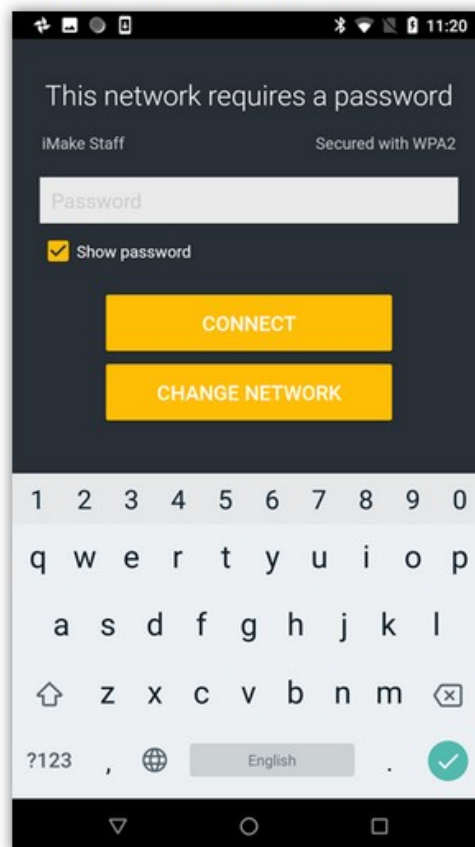 11:20
This network requires a password
iMake Staff Secured with WPA2
Password
Show password
CONNECT
CHANGE NETWORK
1 2 3 4 5 6 7 8 9 0
q w e r t y u i o p
a s d f g h j k l
z x c v b n m
?123 , English .